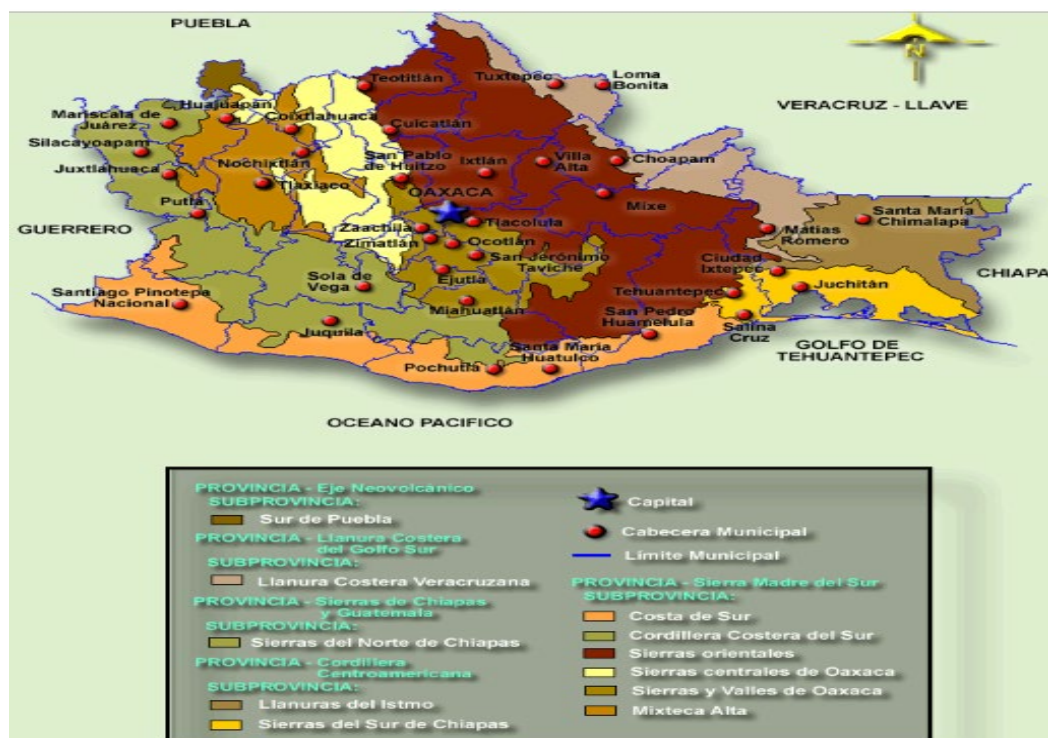 PUEBLA
N
VERACRUZ - LLAVE
Teotitlán
Tuxtepec
Loma
Bonita
Huajuapán
Mariscala de
Juárez
Coixtlahuaca
Cuicatlán
Silacayoapam
Nochixtlán
San Pablo
de Huitzo
Ixtlán
Villa
Alta
Choapam
Juxtlahuaca
Tlaxiaco
OAXACA
Mixe
Putla
Tlacolula
Santa María
Chimalapa
GUERRERO
Zaachila
Zimatlán
Ocotlán
Matías
Romero
San Jerónimo
Taviche
Ciudad
Ixtepec
CHIAPA
Sola de
Vega
Ejutla
Santiago Pinotepa
Nacional
Tehuantepec
Juchitán
Miahuatlán
San Pedro
Huamelula
Salina
Cruz
Juquila
GOLFO DE
TEHUANTEPEC
Santa María
Huatulco
Pochutla
OCEANO PACIFICO
PROVINCIA - Eje Neovolcánico
SUBPROVINCIA:
Sur de Puebla
PROVINCIA - Llanura Costera
del Golfo Sur
SUBPROVINCIA:
Llanura Costera Veracruzana
PROVINCIA - Sierras de Chiapas
y Guatemala
SUBPROVINCIA:
Sierras del Norte de Chiapas
PROVINCIA - Cordillera
Centroamericana
SUBPROVINCIA:
Llanuras del Istmo
Sierras del Sur de Chiapas
Capital
Cabecera Municipal
Límite Municipal
PROVINCIA - Sierra Madre del Sur
SUBPROVINCIA:
Costa de Sur
Cordillera Costera del Sur
Sierras orientales
Sierras centrales de Oaxaca
Sierras y Valles de Oaxaca
Mixteca Alta